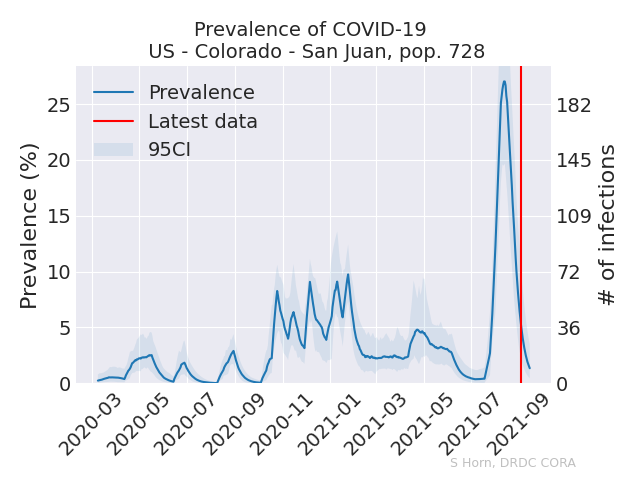 Prevalence of COVID-19
US - Colorado - San Juan, pop. 728
Prevalence
Latest data
95CI
Prevalence (%)
25
20
15
10
5
0
182
145
109
72
36
0
# of infections
2020-03
2020-05
2020-07
2020-09
2020-11
2021-01
2021-03
2021-05
2021-07
2021-09
S Horn, DRDC CORA